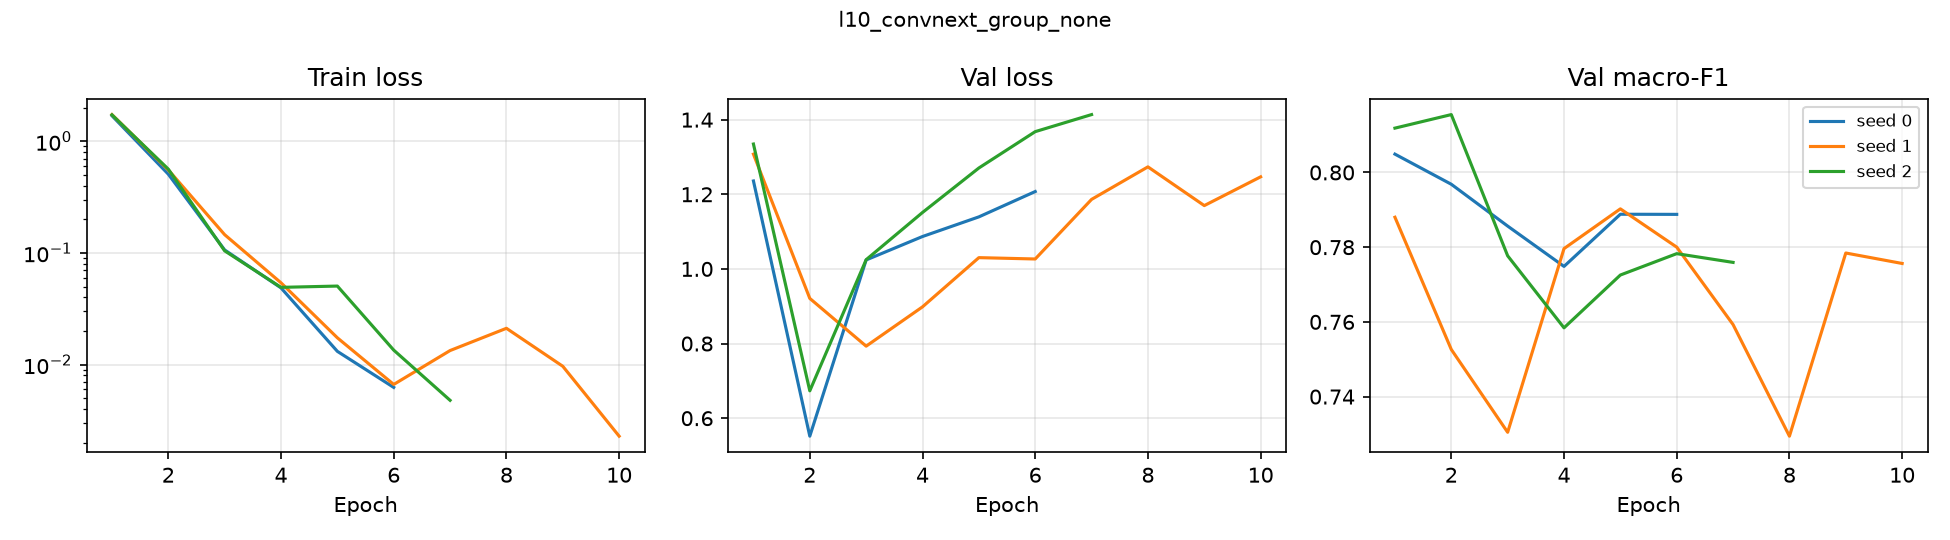 l10_convnext_group_none
Train loss
10⁰
10⁻¹
10⁻²
2 4 6 8 10
Epoch
Val loss
1.4
1.2
1.0
0.8
0.6
2 4 6 8 10
Epoch
Val macro-F1
seed 0
seed 1
seed 2
0.80
0.78
0.76
0.74
2 4 6 8 10
Epoch